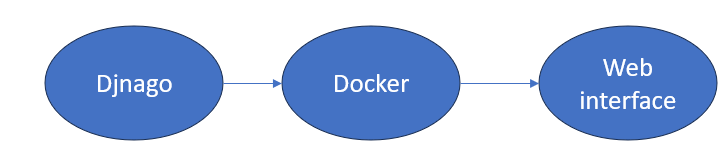 Djnago
Docker
Web
interface